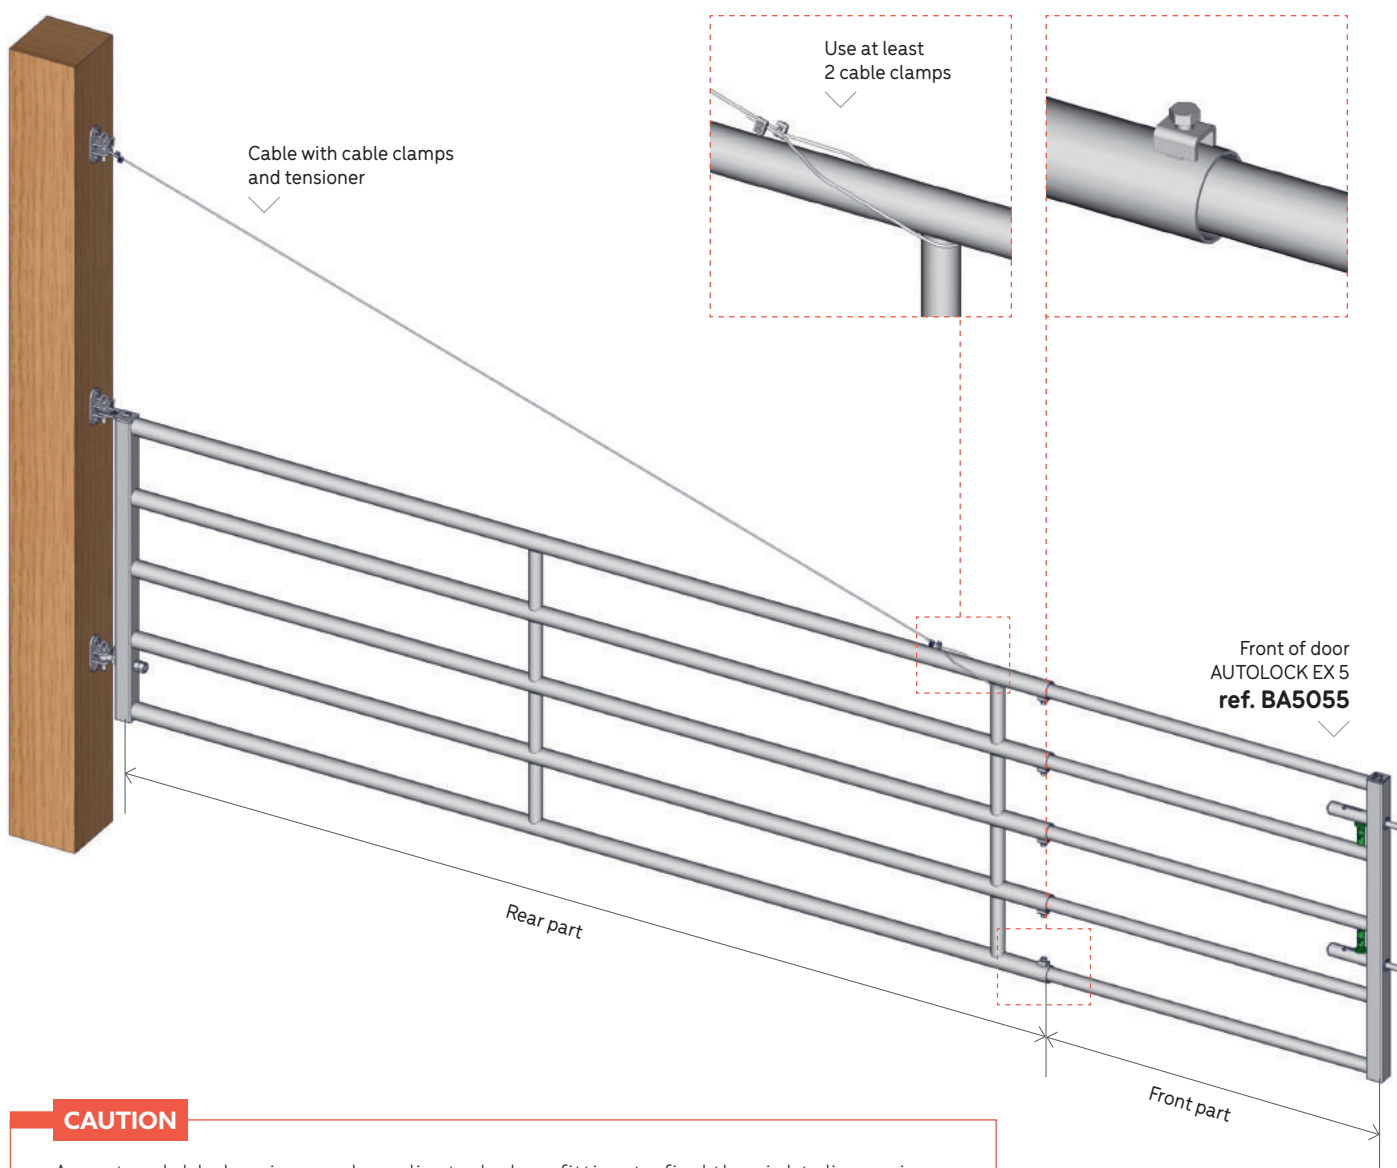 Use at least
2 cable clamps
Cable with cable clamps
and tensioner
Front of door
AUTOLOCK EX 5
ref. BA5055
Rear part
Front part
CAUTION